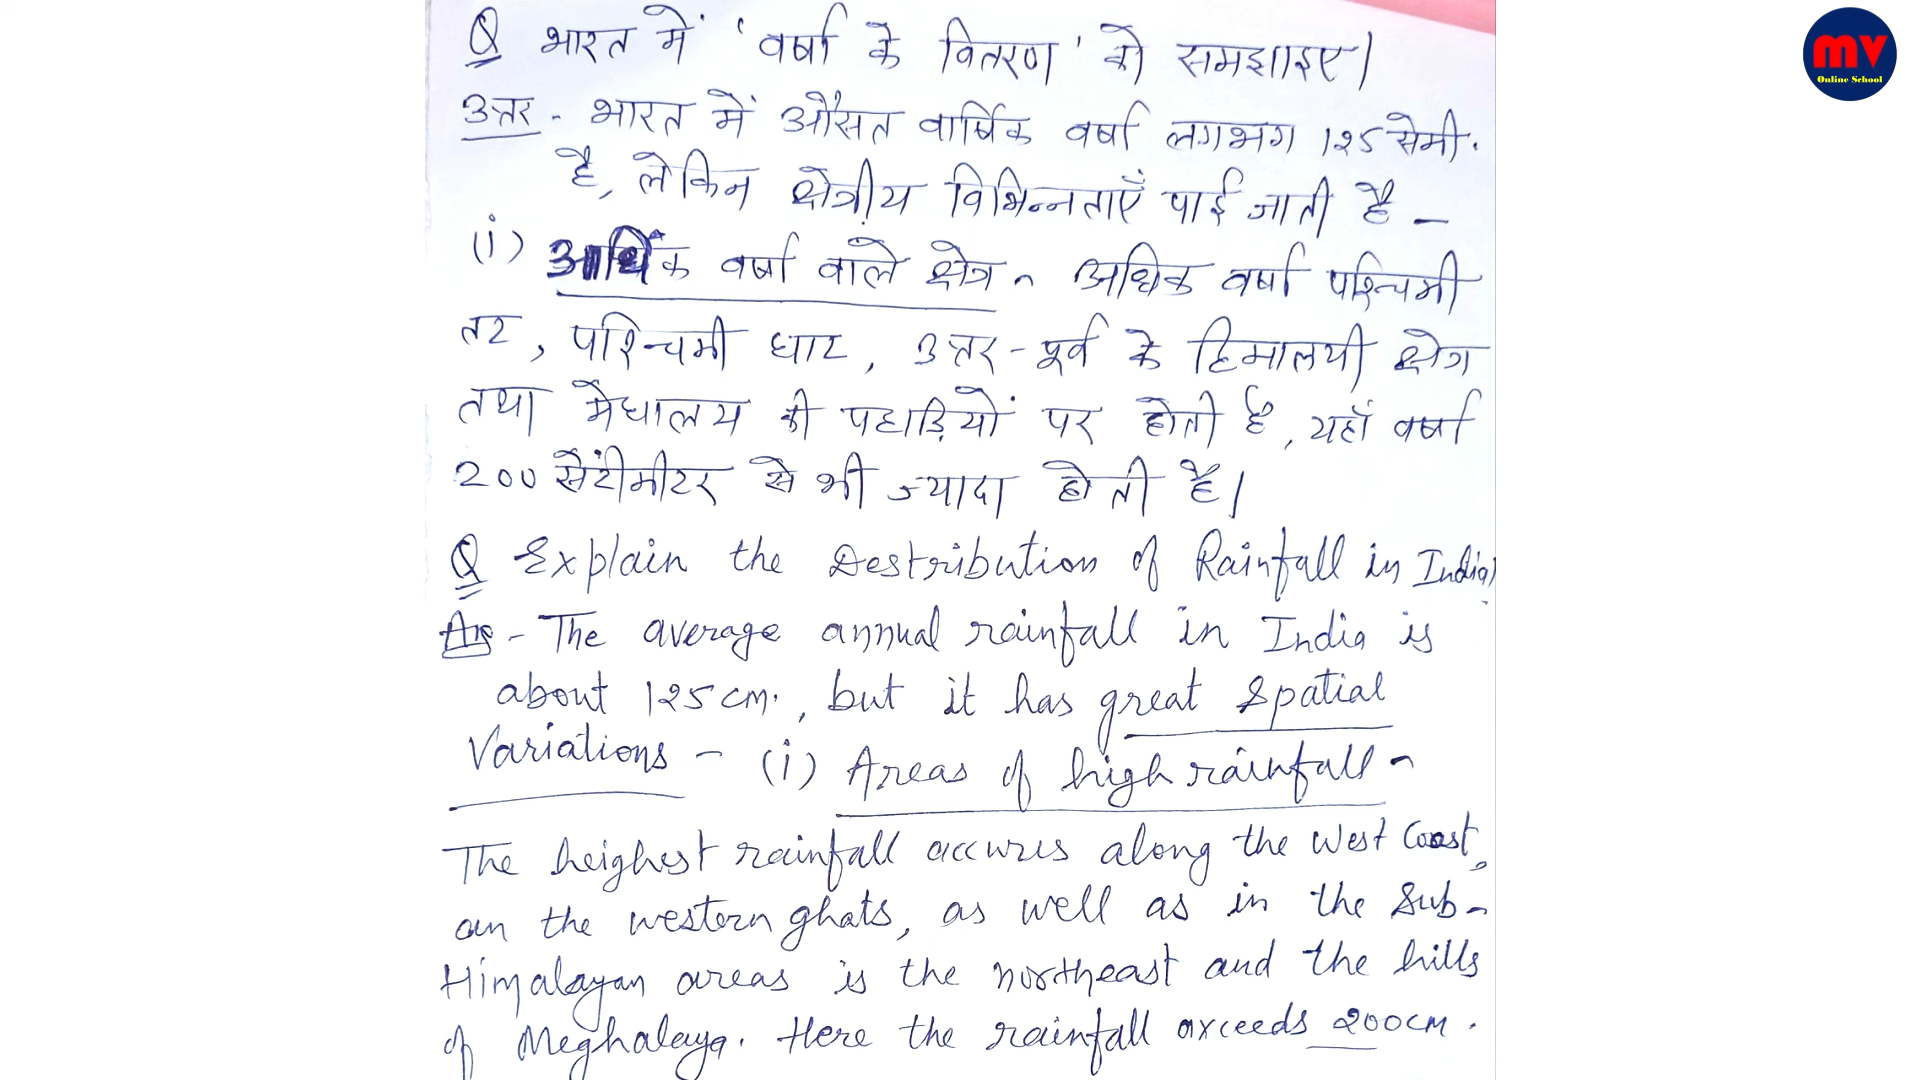 Q भारत में 'वर्षा के वितरण' को समझाइए।
mv
Online School
उत्तर - भारत में औसत वार्षिक वर्षा लगभग 125 सेमी.
है, लेकिन क्षेत्रीय विभिन्नताएँ पाई जाती है –
(i) अधिक वर्षा वाले क्षेत्र - अधिक वर्षा पश्चिमी
तट, पश्चिमी घाट, उत्तर-पूर्व के हिमालयी क्षेत्र
तथा मेघालय की पहाड़ियों पर होती है, यहाँ वर्षा
200 सेंटीमीटर से भी ज्यादा होती है।
Q Explain the Destribution of Rainfall in India
Ans - The average annual rainfall in India is
about 125 cm., but it has great Spatial
Variations – (i) Areas of high rainfall -
The heighest rainfall accures along the West Coast,
an the western ghats, as well as in the Sub-
Himalayan areas is the northeast and the hills
of Meghalaya. Here the rainfall axceeds 200cm.